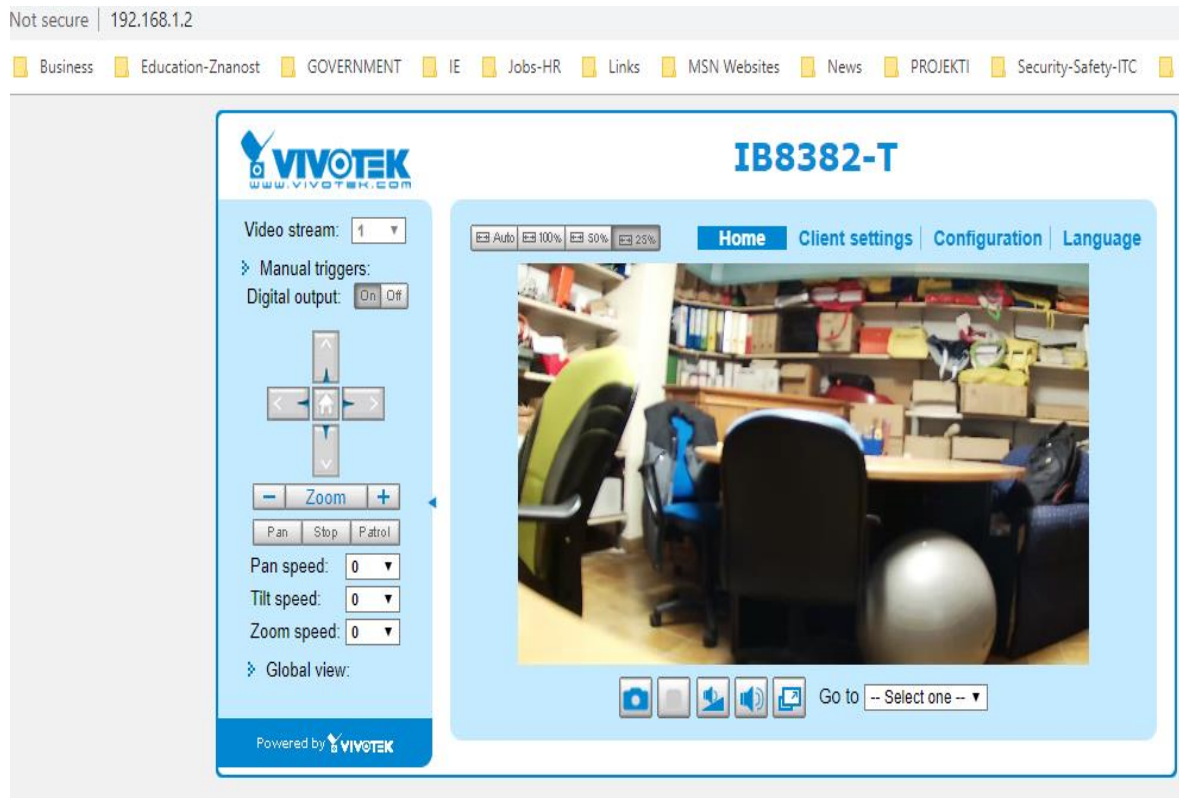 Not secure | 192.168.1.2
Business Education-Znanost GOVERNMENT IE Jobs-HR Links MSN Websites News PROJEKTI Security-Safety-ITC
VIVOTEK
www.vivotek.com
IB8382-T
Video stream: 1
Manual triggers:
Digital output: On Off
Zoom
Pan Stop Patrol
Pan speed: 0
Tilt speed: 0
Zoom speed: 0
Global view:
Powered by VIVOTEK
Auto 100% 50% 25%
Home Client settings Configuration Language
Go to -- Select one --